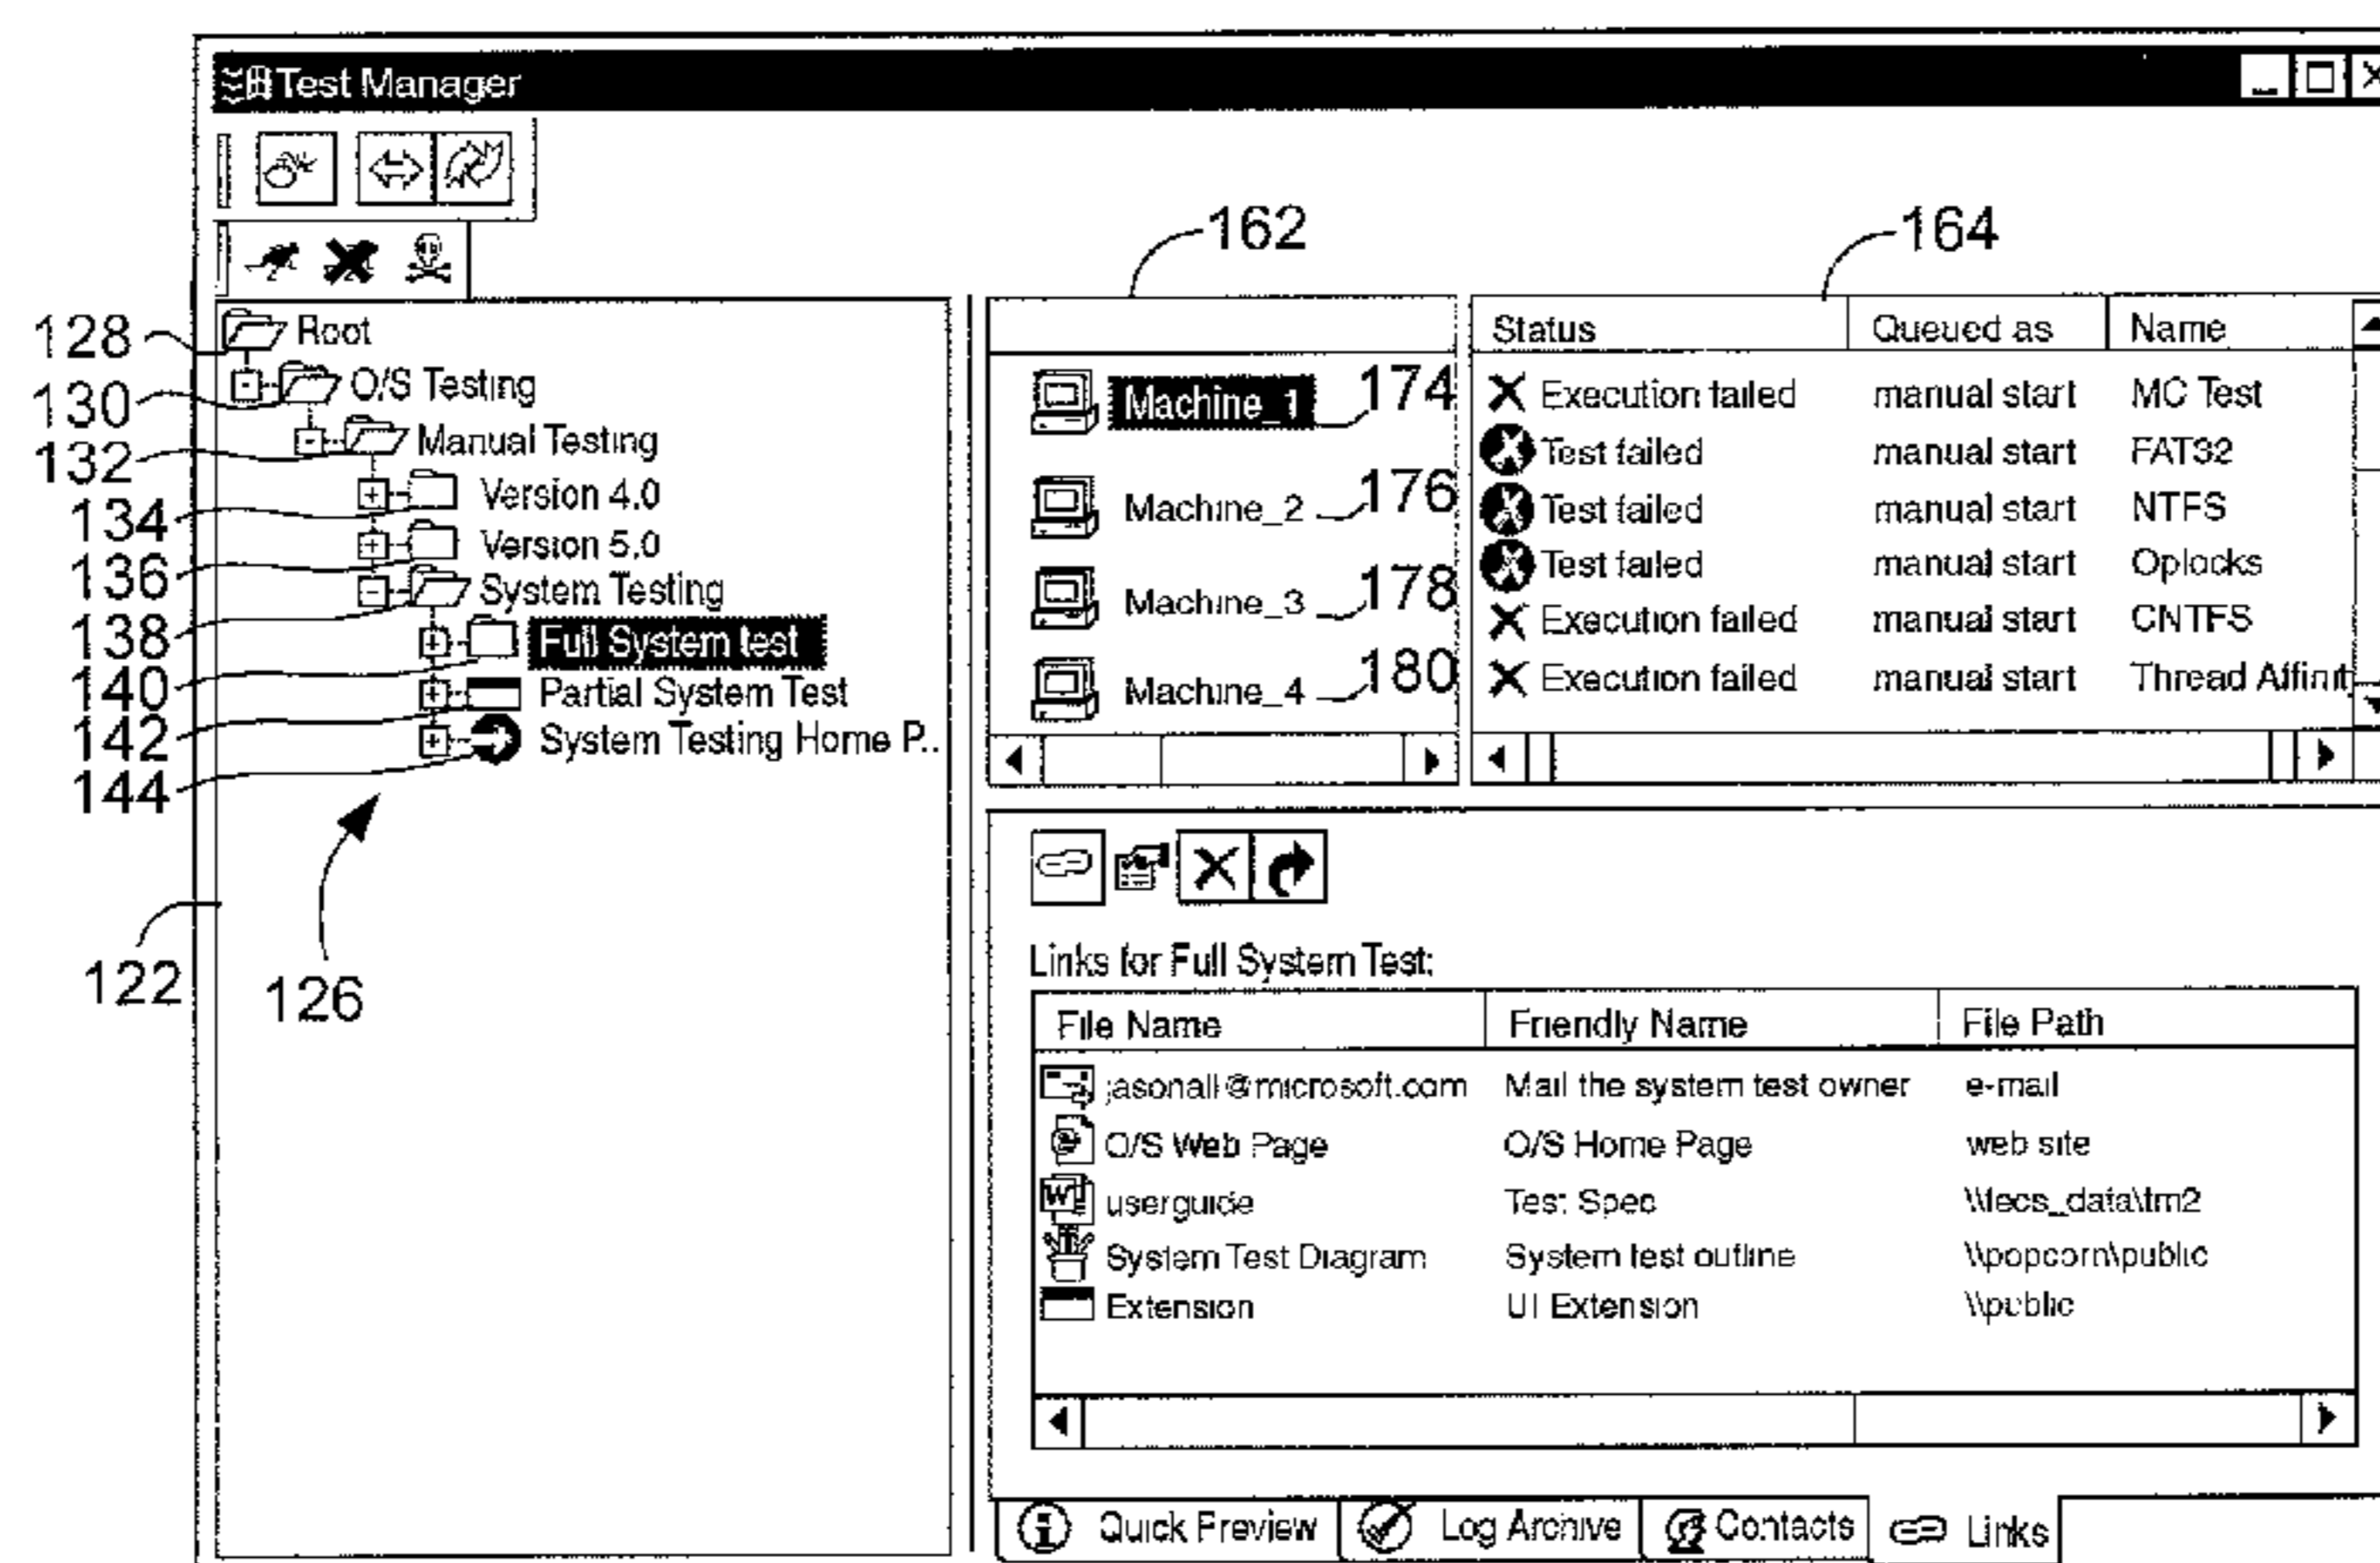 Test Manager
162
164
128
Root
130
O/S Testing
132
Manual Testing
134
Version 4.0
136
Version 5.0
138
System Testing
140
Full System test
142
Partial System Test
144
System Testing Home P..
122
126
Machine_1 174
Machine_2 176
Machine_3 178
Machine_4 180
Status Queued as Name
Execution failed manual start MC Test
Test failed manual start FAT32
Test failed manual start NTFS
Test failed manual start Oplocks
Execution failed manual start CNTFS
Execution failed manual start Thread Affinit
Links for Full System Test:
File Name Friendly Name File Path
Mail the system test owner e-mail
O/S Web Page O/S Home Page web site
userguide Test Spec
System Test Diagram System test outline \\popcorn\public
Extension UI Extension \\public
Quick Preview Log Archive Contacts Links